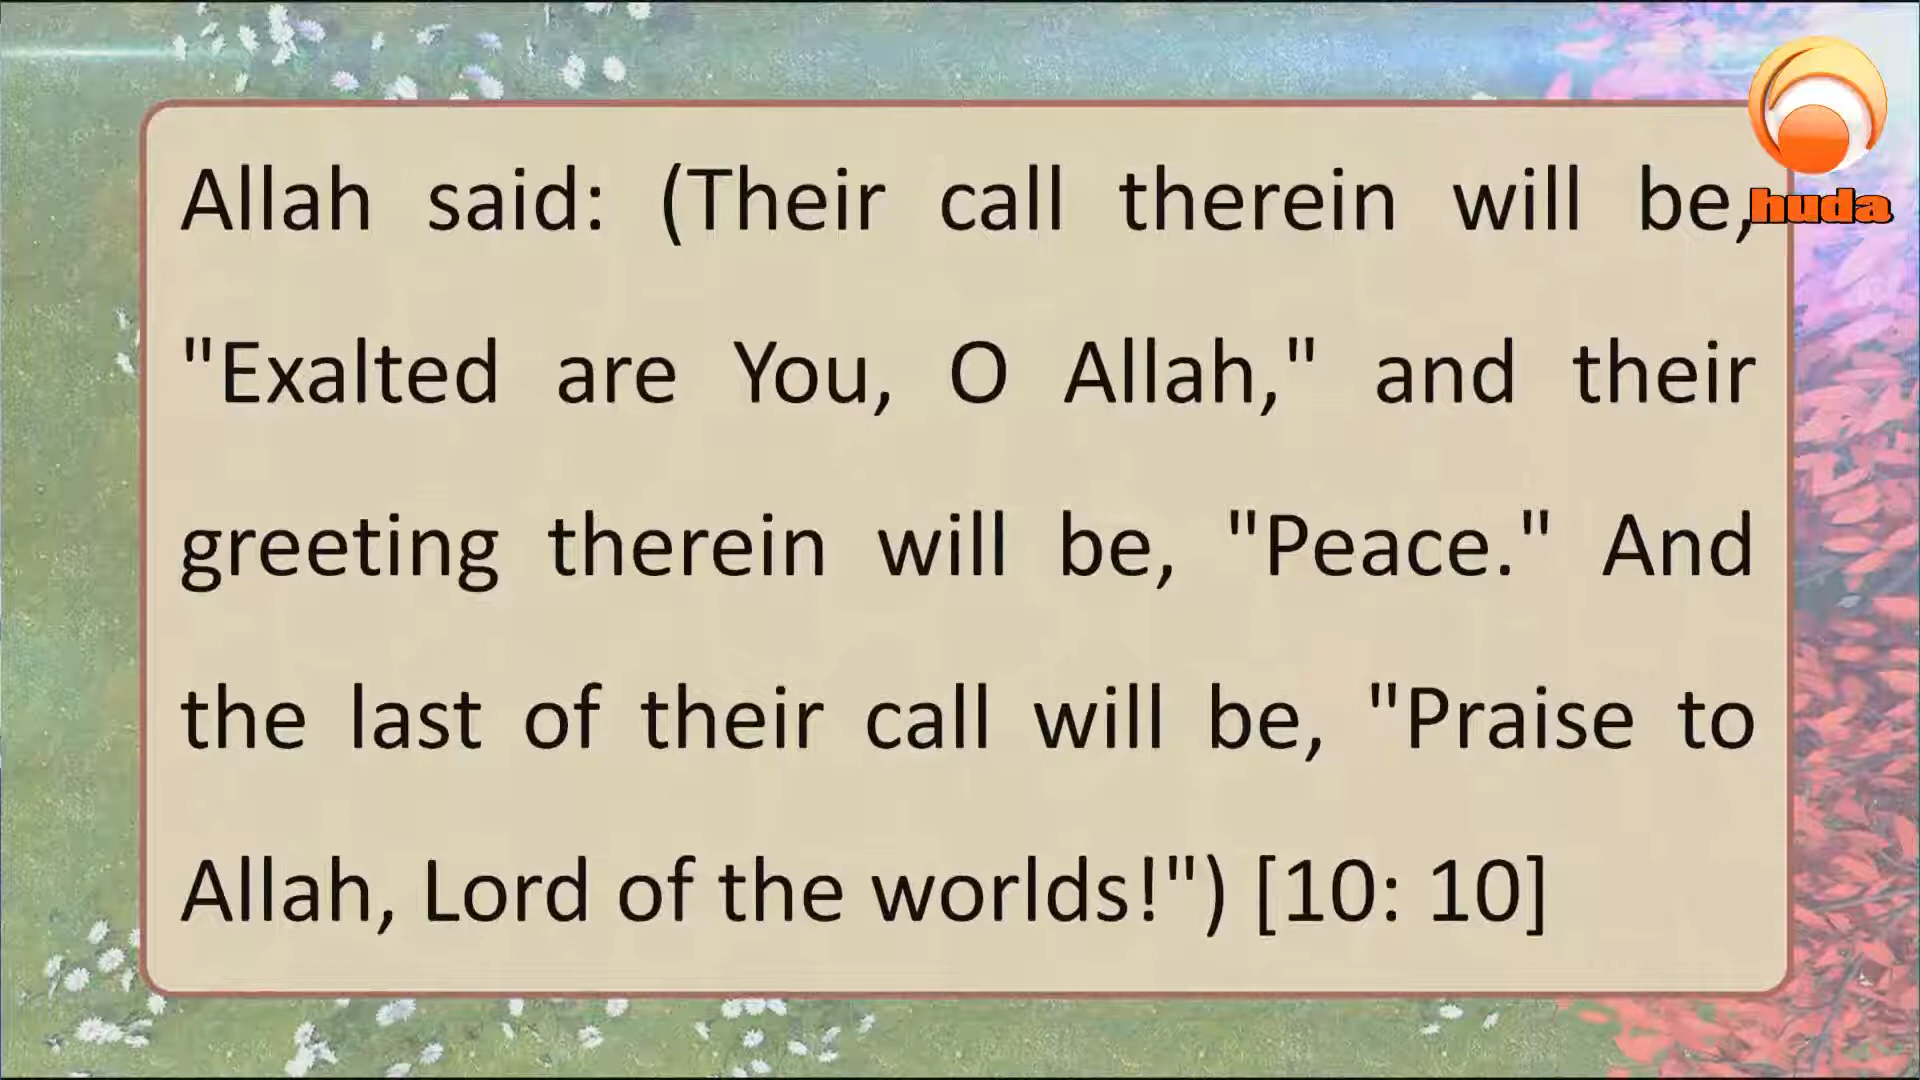 Allah said: (Their call therein will be,
"Exalted are You, O Allah," and their
greeting therein will be, "Peace." And
the last of their call will be, "Praise to
Allah, Lord of the worlds!") [10: 10]
huda